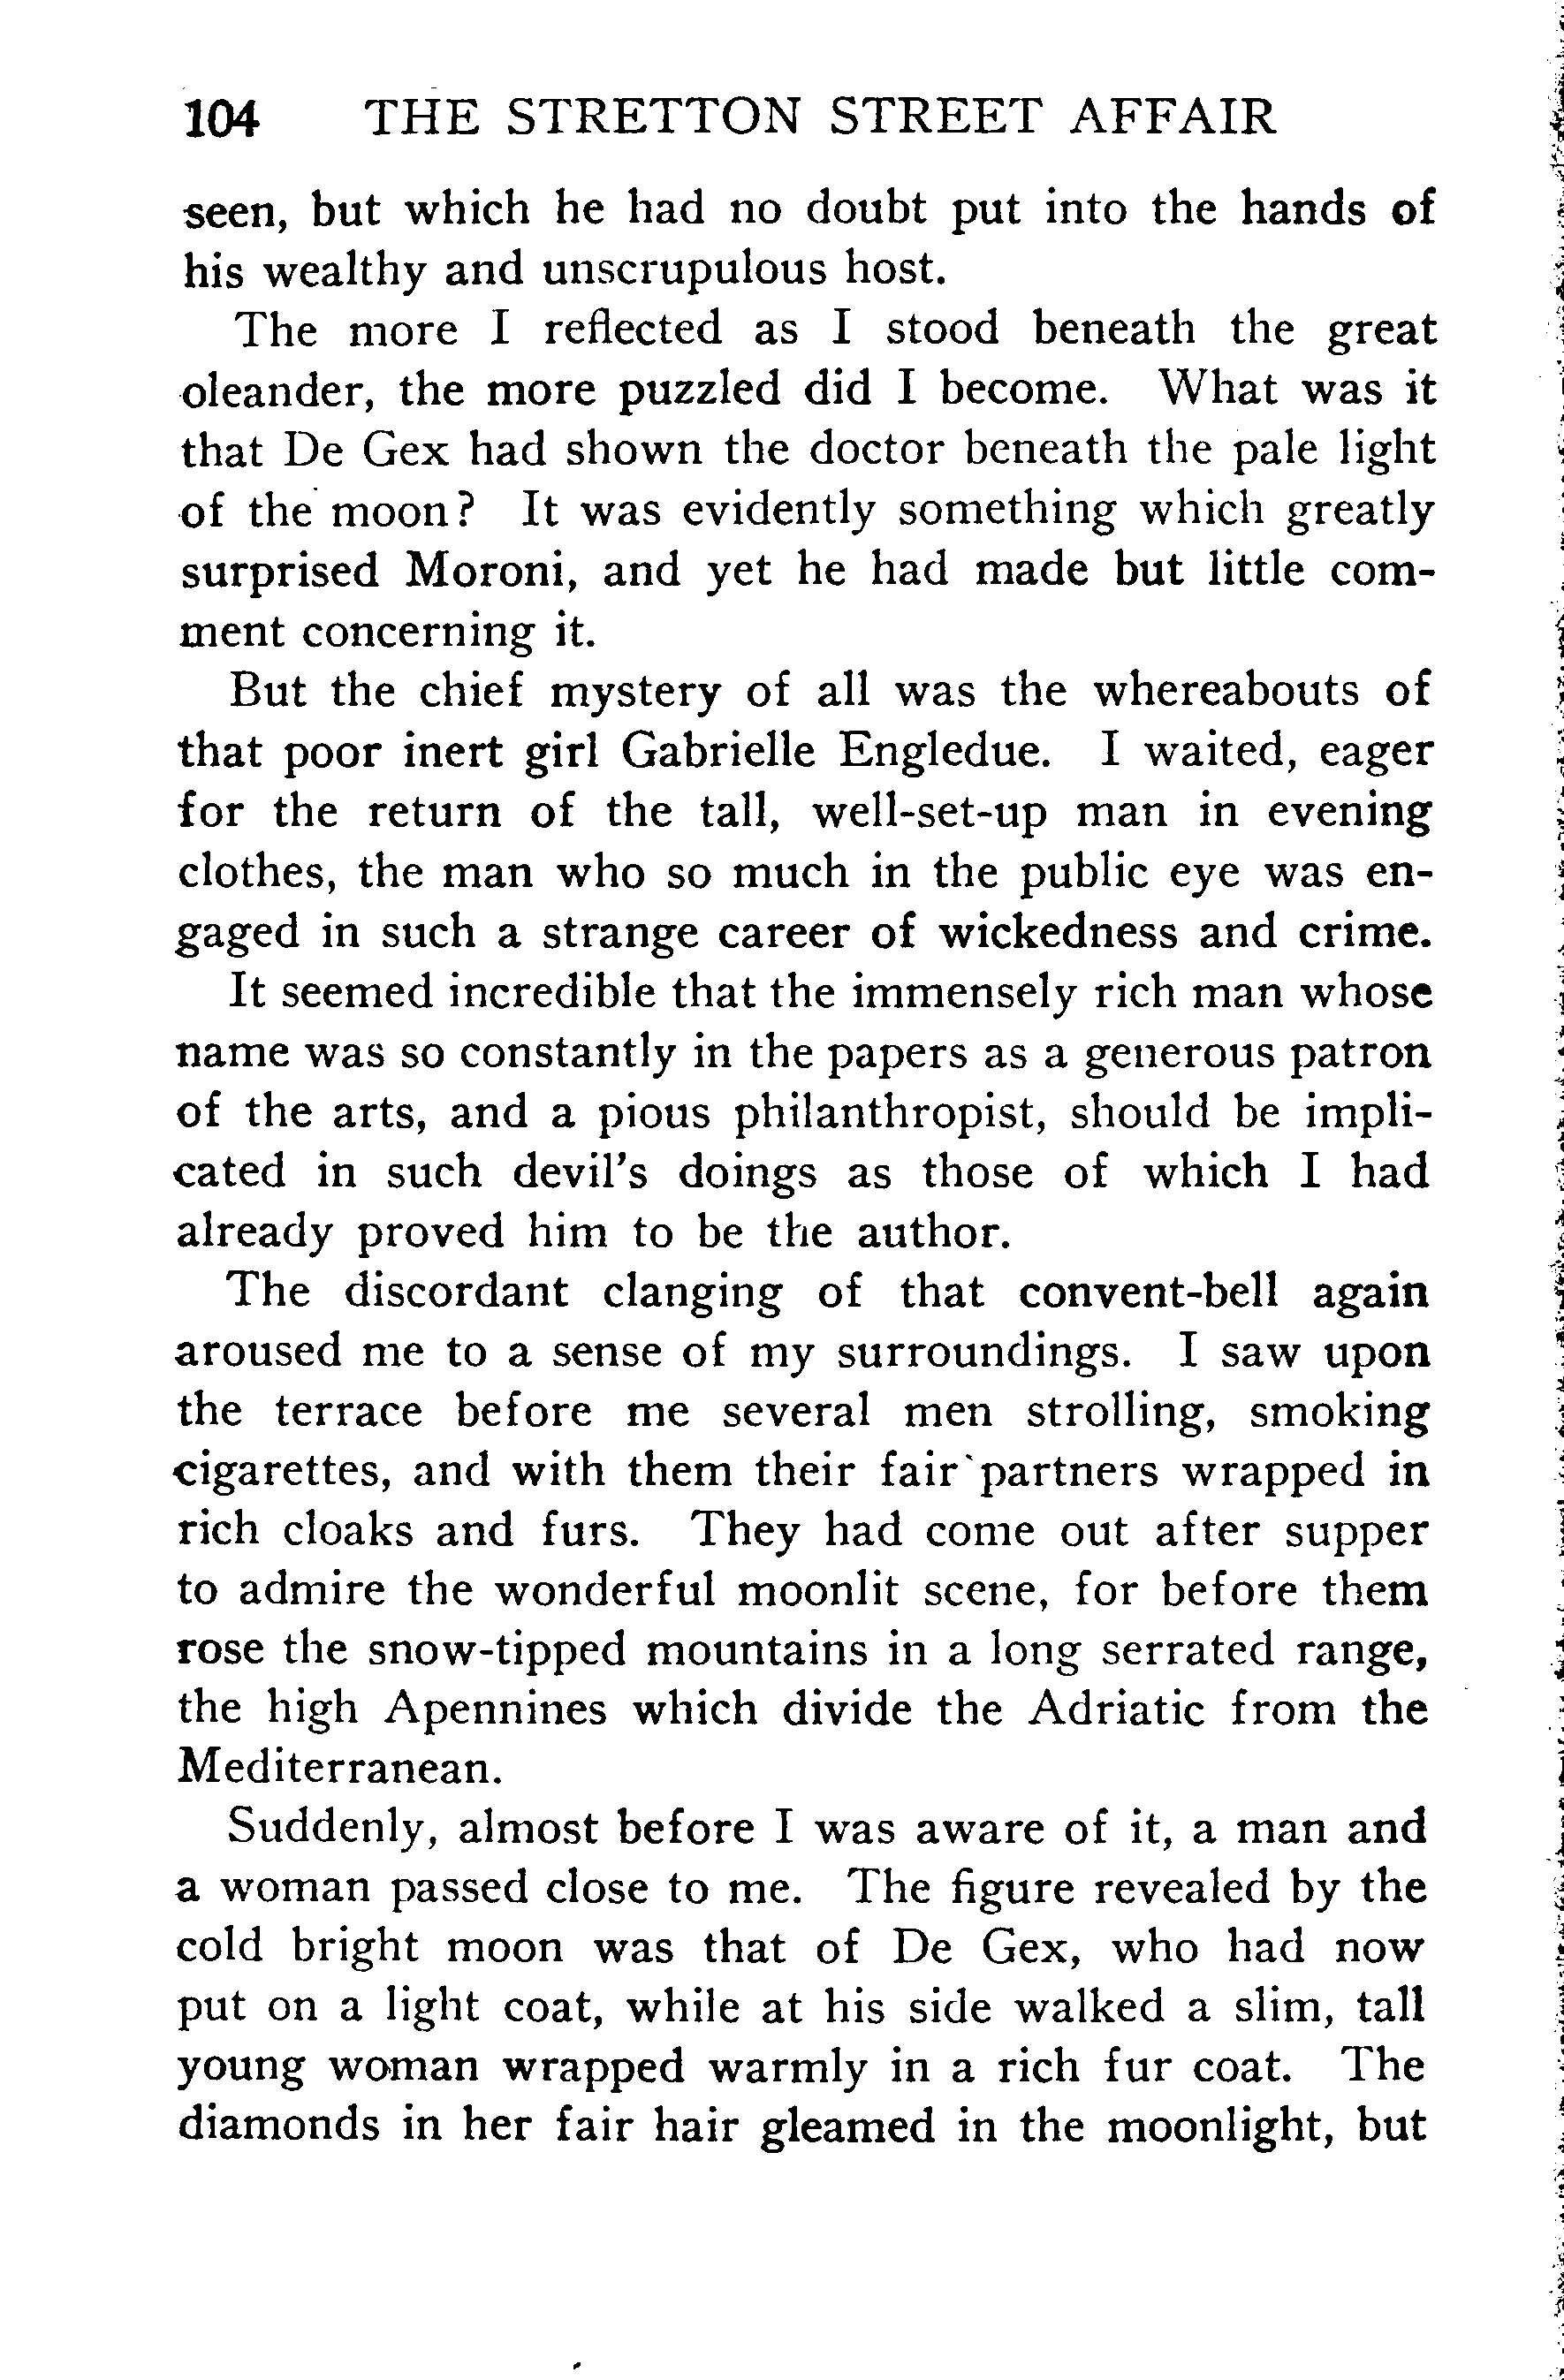 104 THE STRETTON STREET AFFAIR
seen, but which he had no doubt put into the hands of
his wealthy and unscrupulous host.
The more I reflected as I stood beneath the great
oleander, the more puzzled did I become. What was it
that De Gex had shown the doctor beneath the pale light
of the moon? It was evidently something which greatly
surprised Moroni, and yet he had made but little com-
ment concerning it.
But the chief mystery of all was the whereabouts of
that poor inert girl Gabrielle Engledue. I waited, eager
for the return of the tall, well-set-up man in evening
clothes, the man who so much in the public eye was en-
gaged in such a strange career of wickedness and crime.
It seemed incredible that the immensely rich man whose
name was so constantly in the papers as a generous patron
of the arts, and a pious philanthropist, should be impli-
cated in such devil's doings as those of which I had
already proved him to be the author.
The discordant clanging of that convent-bell again
aroused me to a sense of my surroundings. I saw upon
the terrace before me several men strolling, smoking
cigarettes, and with them their fair partners wrapped in
rich cloaks and furs. They had come out after supper
to admire the wonderful moonlit scene, for before them
rose the snow-tipped mountains in a long serrated range,
the high Apennines which divide the Adriatic from the
Mediterranean.
Suddenly, almost before I was aware of it, a man and
a woman passed close to me. The figure revealed by the
cold bright moon was that of De Gex, who had now
put on a light coat, while at his side walked a slim, tall
young woman wrapped warmly in a rich fur coat. The
diamonds in her fair hair gleamed in the moonlight, but